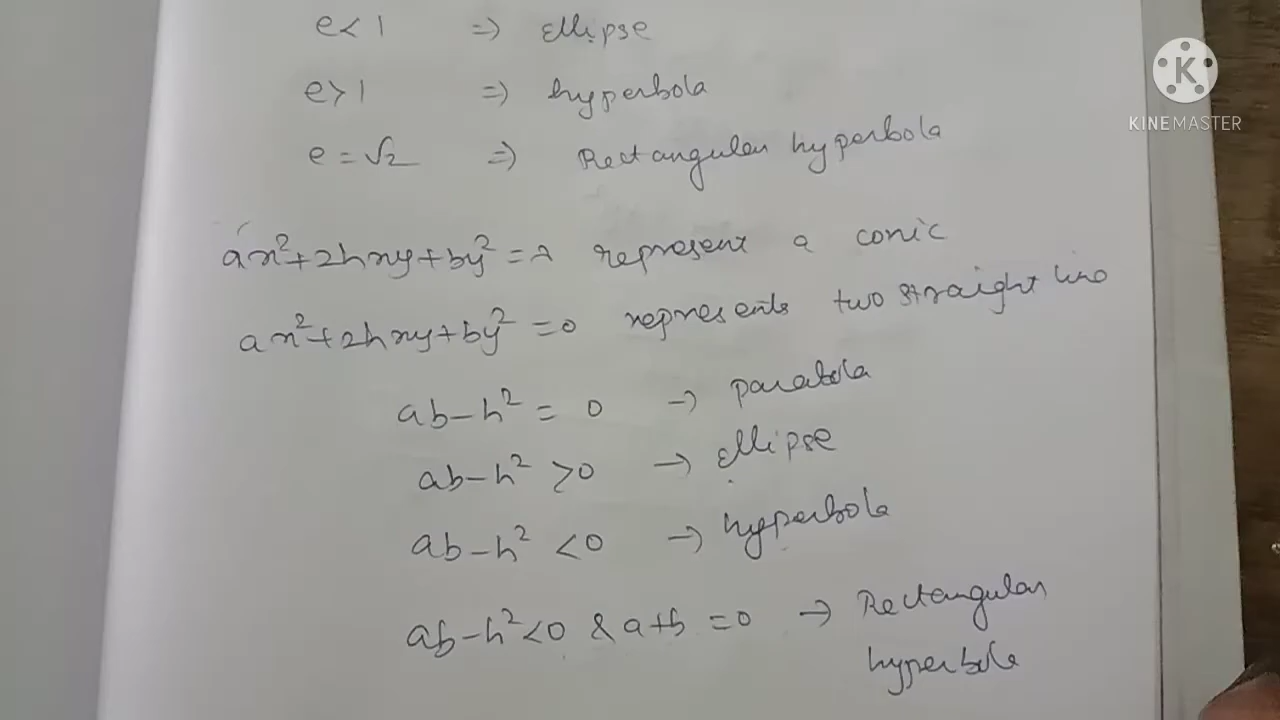 e < 1 => Ellipse
e > 1 => hyperbola
e = √2 => Rectangular hyperbola
ax²+2hxy+by² = λ represent a conic
ax²+2hxy+by² = 0 represents two straight line
ab-h² = 0 → parabola
ab-h² > 0 → Ellipse
ab-h² < 0 → hyperbola
ab-h² < 0 & a+b = 0 → Rectangular
hyperbola
K
KINEMASTER